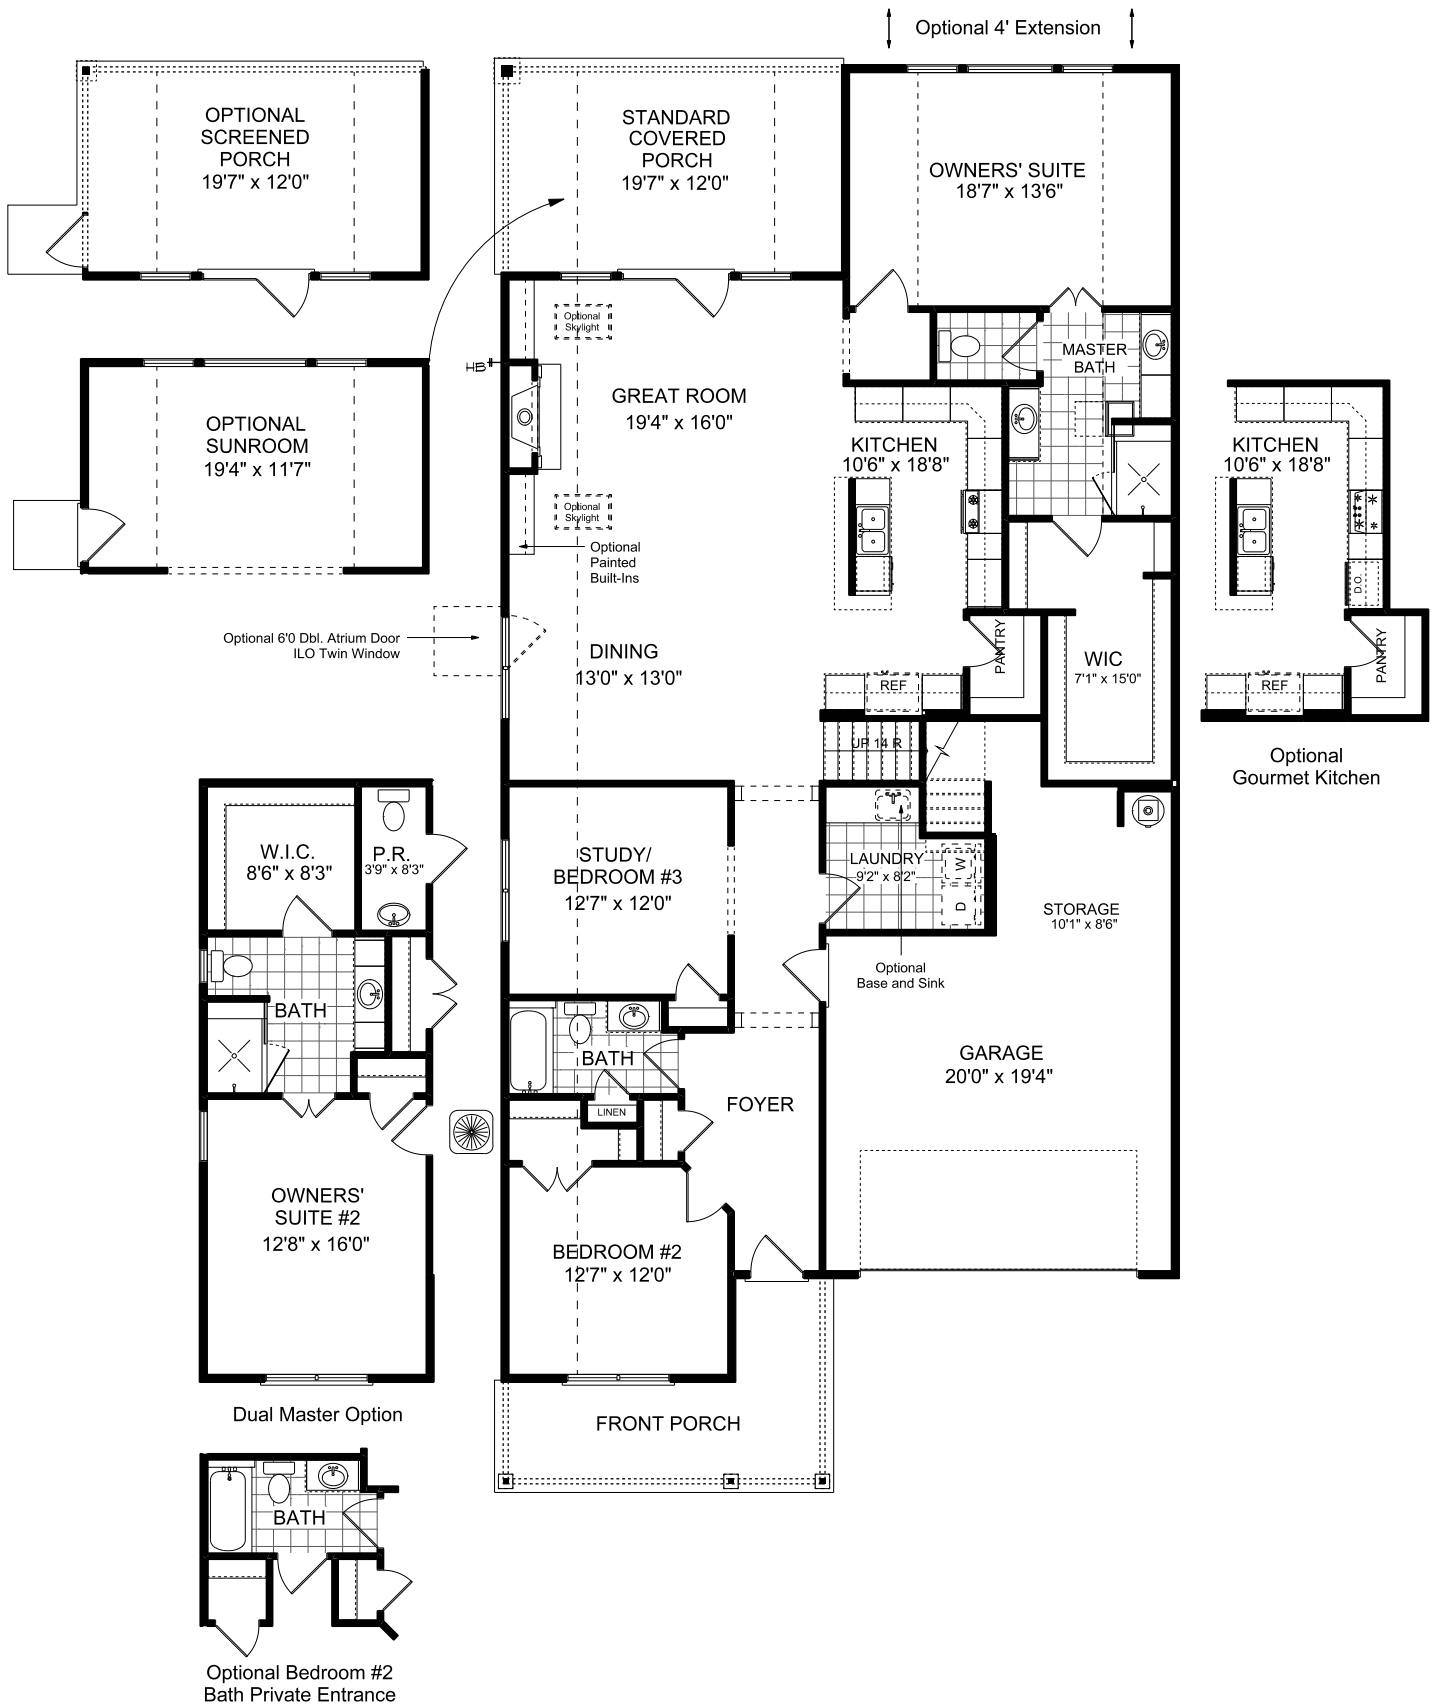 Optional 4' Extension
OPTIONAL
SCREENED
PORCH
19'7" x 12'0"
STANDARD
COVERED
PORCH
19'7" x 12'0"
OWNERS' SUITE
18'7" x 13'6"
OPTIONAL
SUNROOM
19'4" x 11'7"
Optional
Skylight
HB
GREAT ROOM
19'4" x 16'0"
MASTER
BATH
KITCHEN
10'6" x 18'8"
KITCHEN
10'6" x 18'8"
Optional
Skylight
Optional
Painted
Built-Ins
D.O.
Optional 6'0 Dbl. Atrium Door
ILO Twin Window
DINING
13'0" x 13'0"
PANTRY
REF
WIC
7'1" x 15'0"
PANTRY
REF
UP 14 R
Optional
Gourmet Kitchen
W.I.C.
8'6" x 8'3"
P.R.
3'9" x 8'3"
STUDY/
BEDROOM #3
12'7" x 12'0"
LAUNDRY
9'2" x 8'2"
W
D
STORAGE
10'1" x 8'6"
Optional
Base and Sink
BATH
BATH
LINEN
FOYER
GARAGE
20'0" x 19'4"
OWNERS'
SUITE #2
12'8" x 16'0"
BEDROOM #2
12'7" x 12'0"
Dual Master Option
FRONT PORCH
BATH
Optional Bedroom #2
Bath Private Entrance